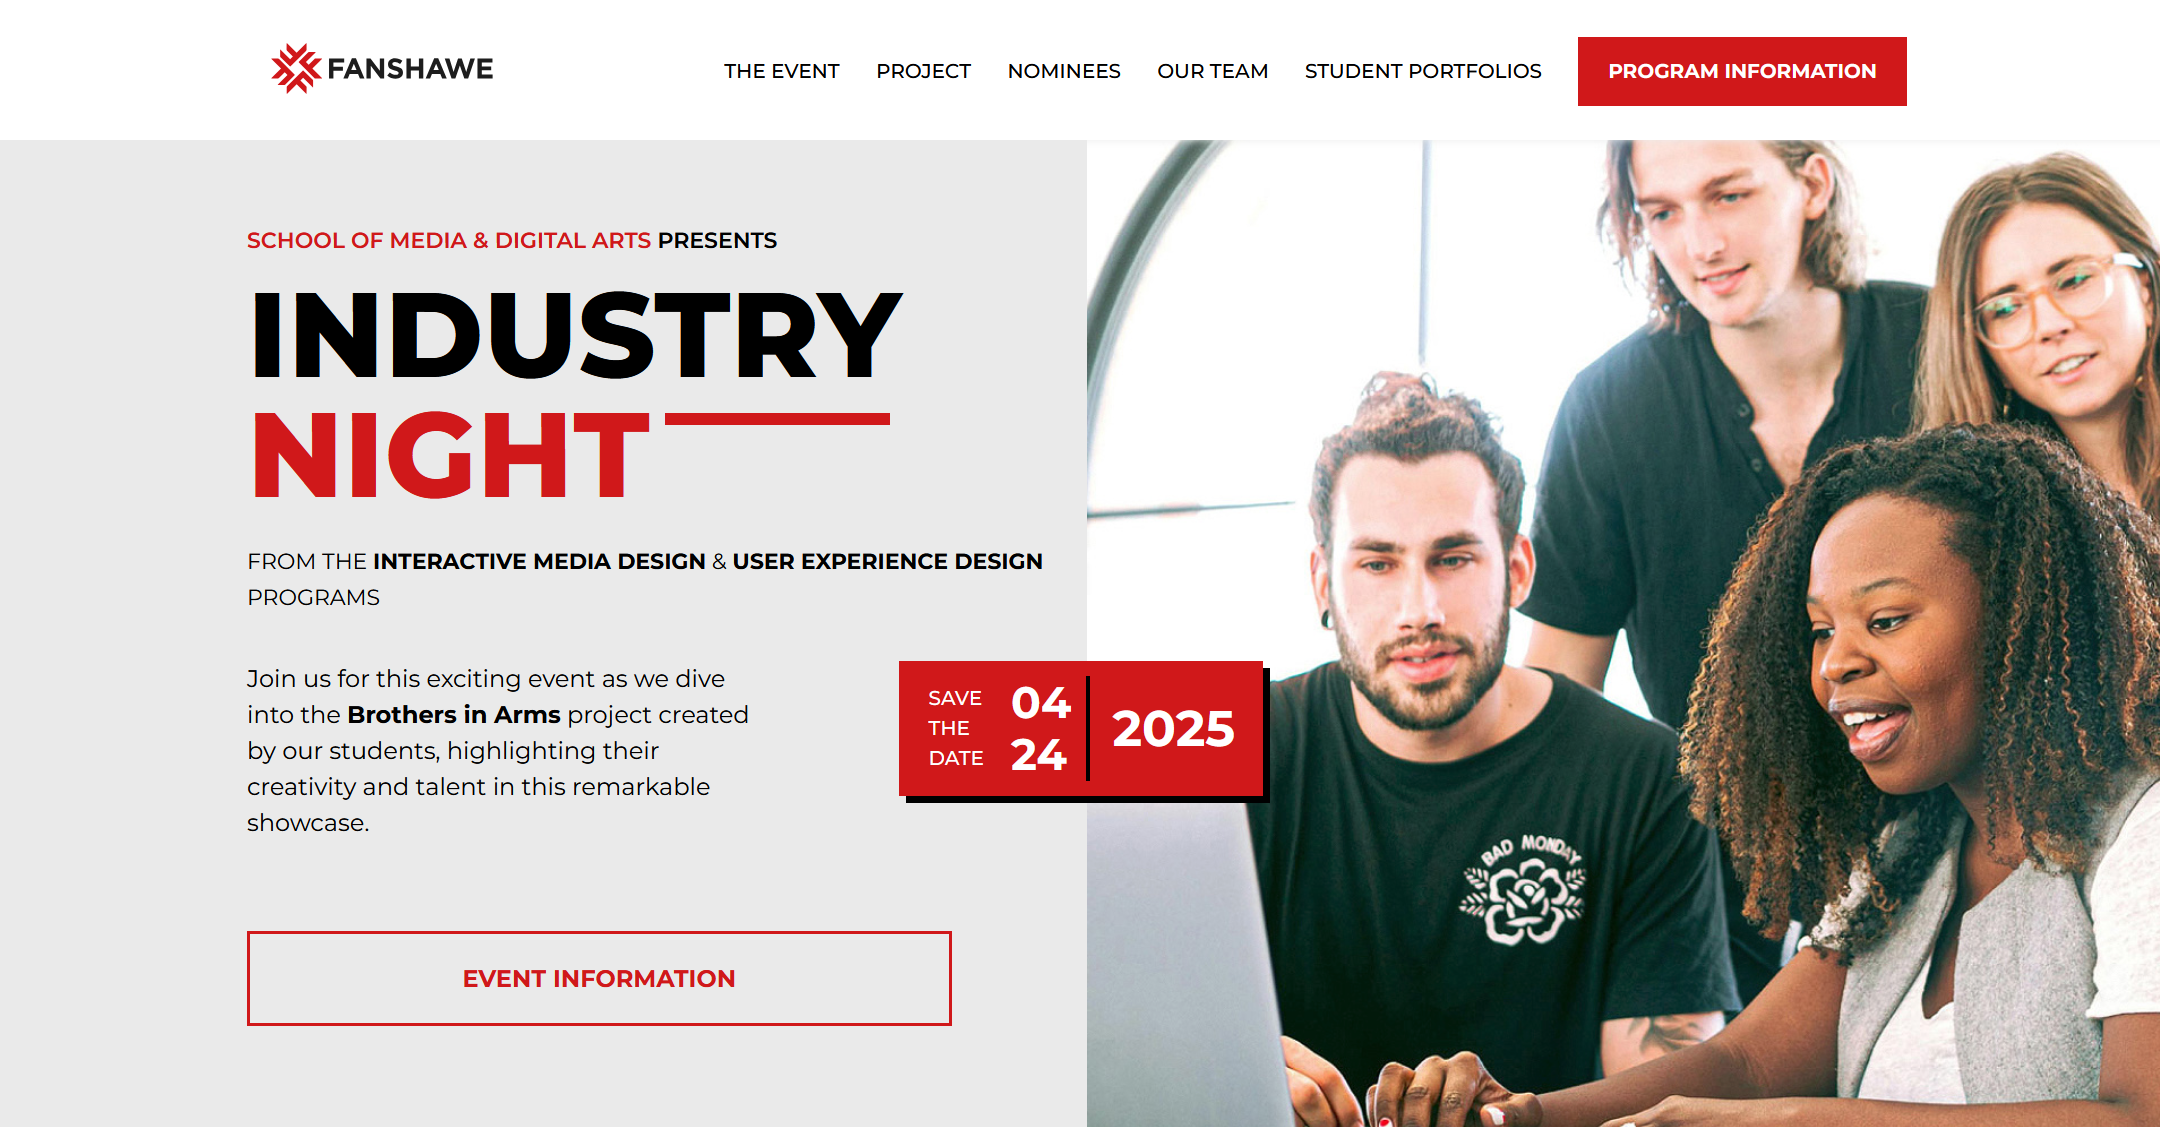 FANSHAWE
THE EVENT PROJECT NOMINEES OUR TEAM STUDENT PORTFOLIOS PROGRAM INFORMATION
SCHOOL OF MEDIA & DIGITAL ARTS PRESENTS
INDUSTRY
NIGHT
FROM THE INTERACTIVE MEDIA DESIGN & USER EXPERIENCE DESIGN
PROGRAMS
Join us for this exciting event as we dive
into the Brothers in Arms project created
by our students, highlighting their
creativity and talent in this remarkable
showcase.
SAVE
THE
DATE
04
24
2025
EVENT INFORMATION
BAD MONDAY